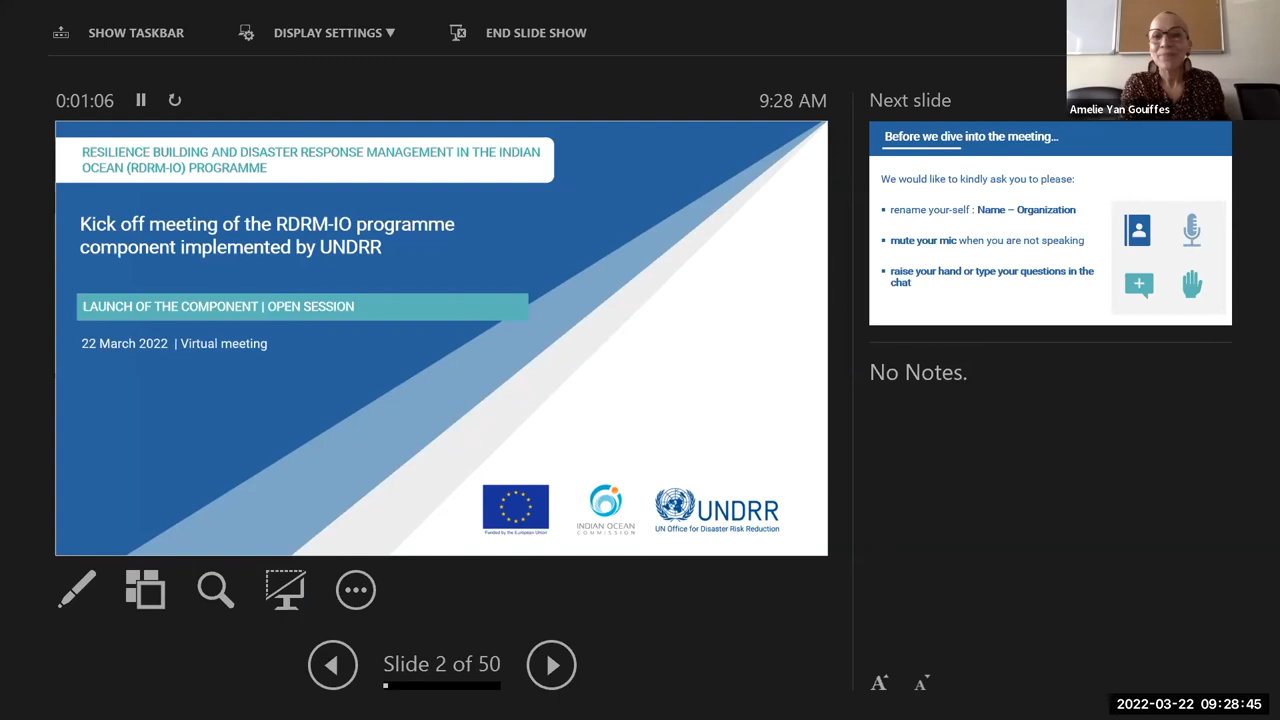 SHOW TASKBAR
DISPLAY SETTINGS ▼
END SLIDE SHOW
Amelie Yan Gouiffes
0:01:06
9:28 AM
Next slide
RESILIENCE BUILDING AND DISASTER RESPONSE MANAGEMENT IN THE INDIAN
OCEAN (RDRM-IO) PROGRAMME
Kick off meeting of the RDRM-IO programme
component implemented by UNDRR
LAUNCH OF THE COMPONENT | OPEN SESSION
22 March 2022 | Virtual meeting
Funded by the European Union
INDIAN OCEAN
COMMISSION
UNDRR
UN Office for Disaster Risk Reduction
Before we dive into the meeting...
We would like to kindly ask you to please:
▪ rename your-self : Name – Organization
▪ mute your mic when you are not speaking
▪ raise your hand or type your questions in the
chat
No Notes.
Slide 2 of 50
A A
2022-03-22 09:28:45